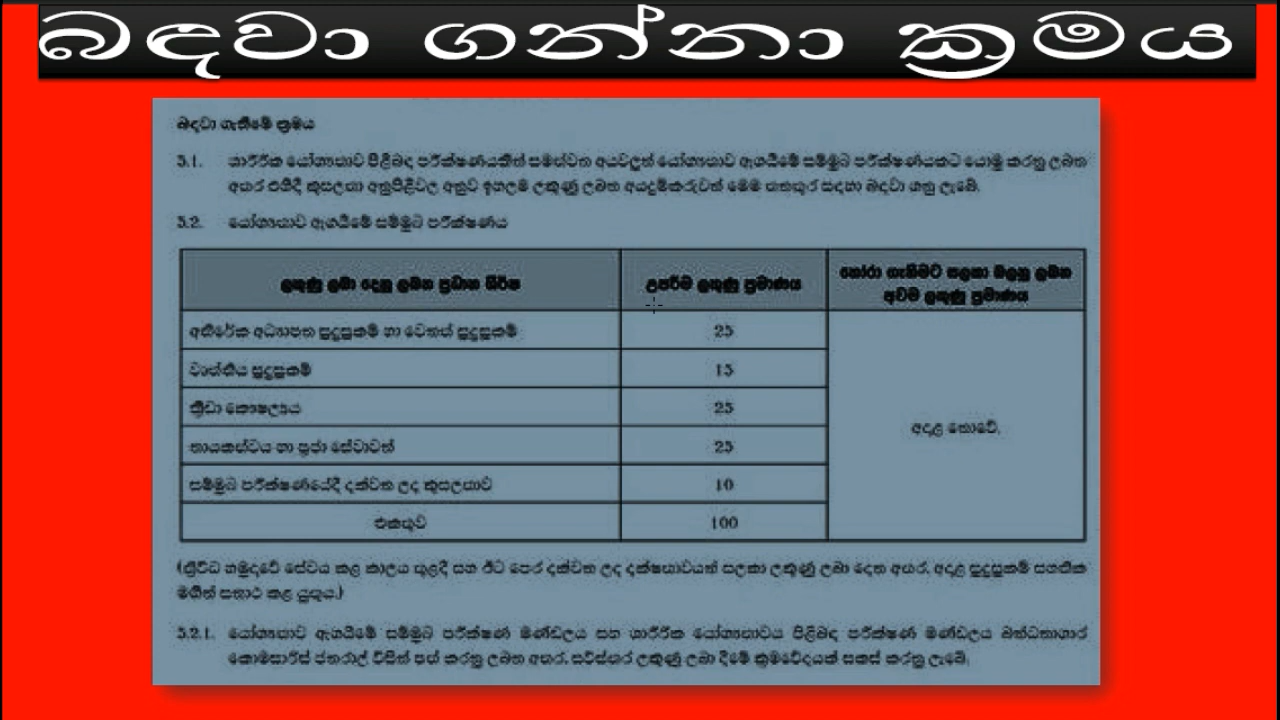 බඳවා ගන්නා ක්‍රමය
බඳවා ගැනීමේ ක්‍රමය
3.1. ශාරීරික යෝග්‍යතාව පිළිබඳ පරීක්ෂණයකින් සමත්වන අයවලුන් යෝග්‍යතාව ඇගයීමේ සම්මුඛ පරීක්ෂණයකට යොමු කරනු ලබන
අතර එහිදී කුසලතා අනුපිළිවල අනුව ඉහලම ලකුණු ලබන අයදුම්කරුවන් මෙම තනතුර සඳහා බඳවා ගනු ලැබේ.
3.2. යෝග්‍යතාව ඇගයීමේ සම්මුඛ පරීක්ෂණය
ලකුණු ලබා දෙනු ලබන ප්‍රධාන ශීර්ෂ
උපරිම ලකුණු ප්‍රමාණය
තෝරා ගැනීමට සලකා බලනු ලබන
අවම ලකුණු ප්‍රමාණය
අතිරේක අධ්‍යාපන සුදුසුකම් හා වෙනත් සුදුසුකම් 25
වෘත්තීය සුදුසුකම් 15
ක්‍රීඩා කෞෂල්‍යය 25
අදාළ නොවේ.
නායකත්වය හා ප්‍රජා සේවාවන් 25
සම්මුඛ පරීක්ෂණයේදී දක්වන ලද කුසලතාව 10
එකතුව 100
(ත්‍රිවිධ හමුදාවේ සේවය කළ කාලය තුළදී සහ ඊට පෙර දක්වන ලද දක්ෂතාවයන් සලකා ලකුණු ලබා දෙන අතර, අදාළ සුදුසුකම් සහතික
මගින් සනාථ කළ යුතුය.)
3.2.1. යෝග්‍යතාව ඇගයීමේ සම්මුඛ පරීක්ෂණ මණ්ඩලය සහ ශාරීරික යෝග්‍යතාවය පිළිබඳ පරීක්ෂණ මණ්ඩලය බන්ධනාගාර
කොමසාරිස් ජනරාල් විසින් පත් කරනු ලබන අතර, සවිස්තර ලකුණු ලබා දීමේ ක්‍රමවේදයක් සකස් කරනු ලැබේ.